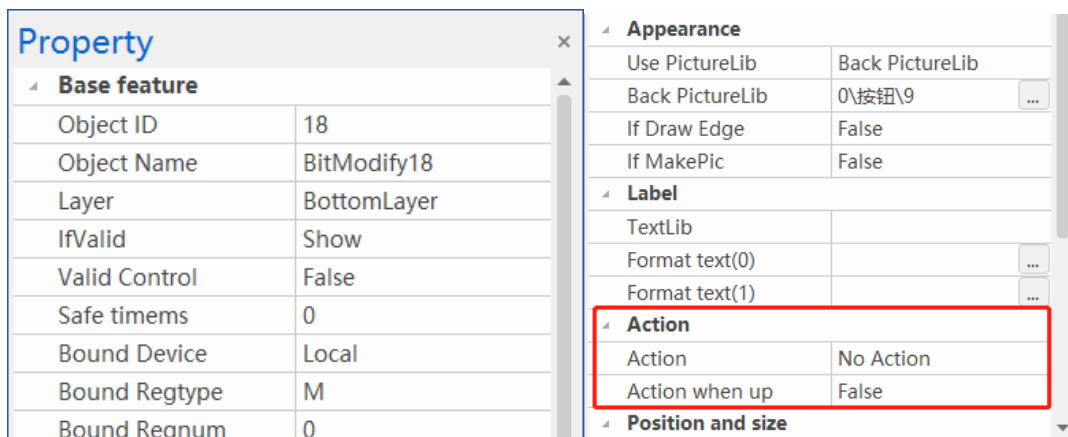 Property
Base feature
Object ID 18
Object Name BitModify18
Layer BottomLayer
IfValid Show
Valid Control False
Safe timems 0
Bound Device Local
Bound Regtype M
Bound Regnum 0
Appearance
Use PictureLib Back PictureLib
Back PictureLib 0\按钮\9 ...
If Draw Edge False
If MakePic False
Label
TextLib
Format text(0) ...
Format text(1) ...
Action
Action No Action
Action when up False
Position and size